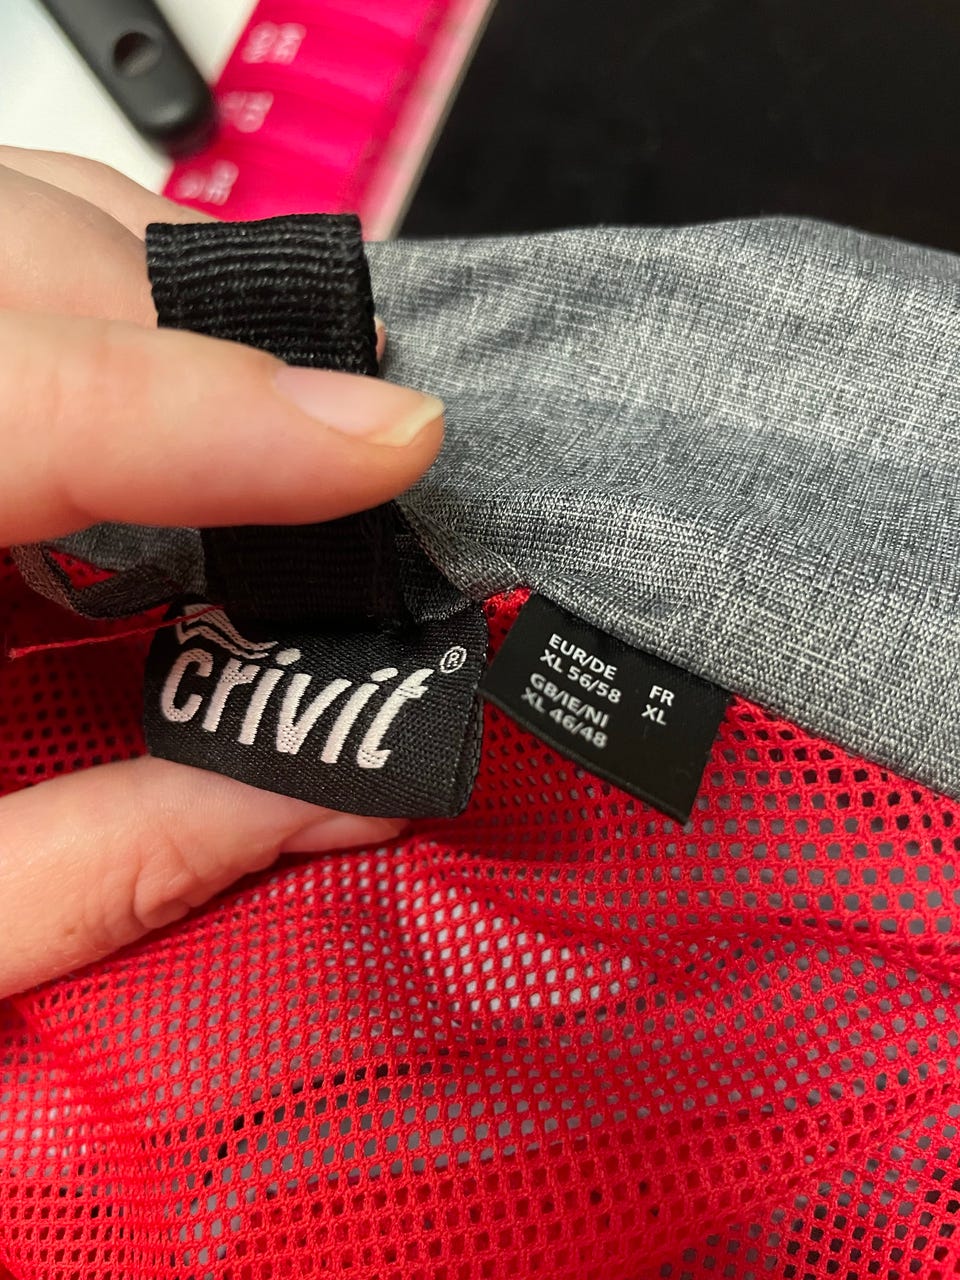 crivit®
EUR/DE
XL 56/58
GB/IE/NI
XL 46/48
FR
XL